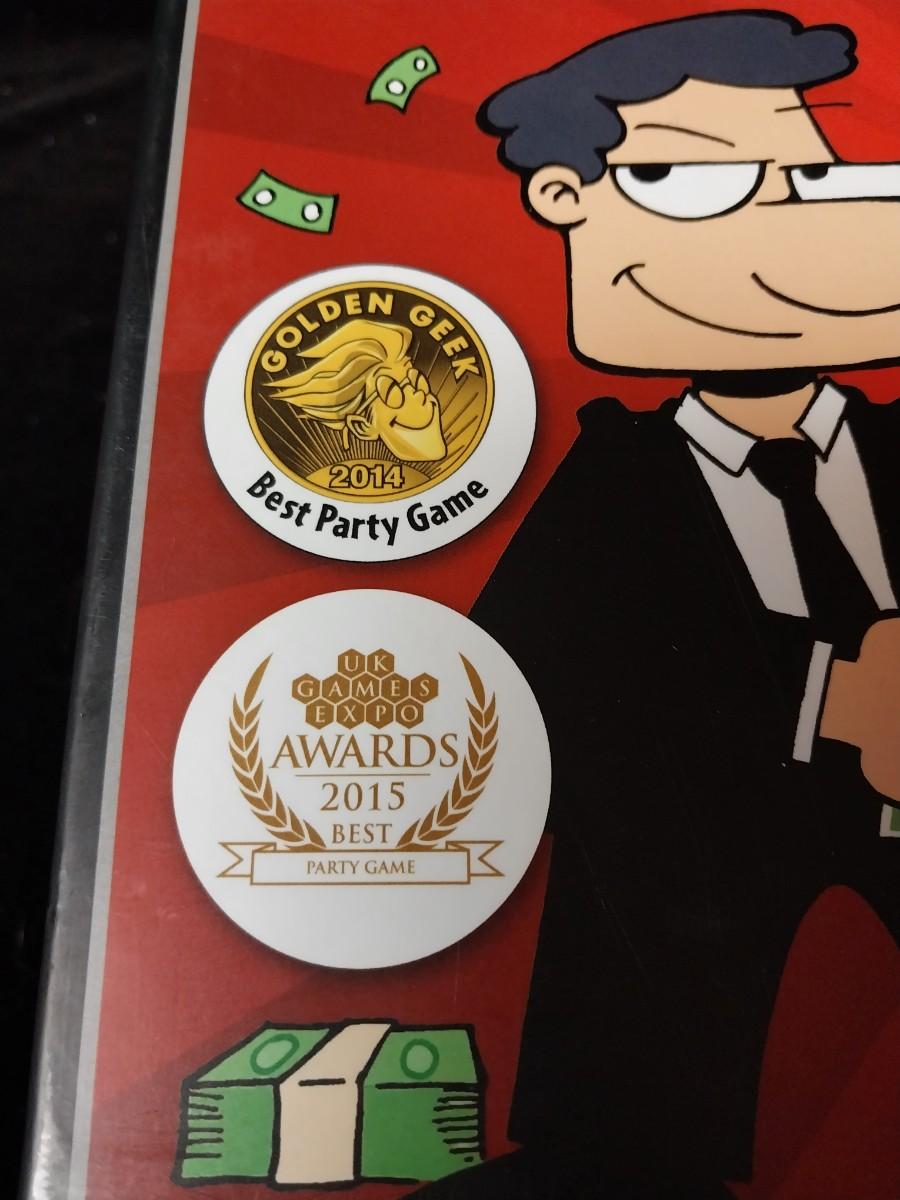 GOLDEN GEEK
2014
Best Party Game
UK
GAMES
EXPO
AWARDS
2015
BEST
PARTY GAME